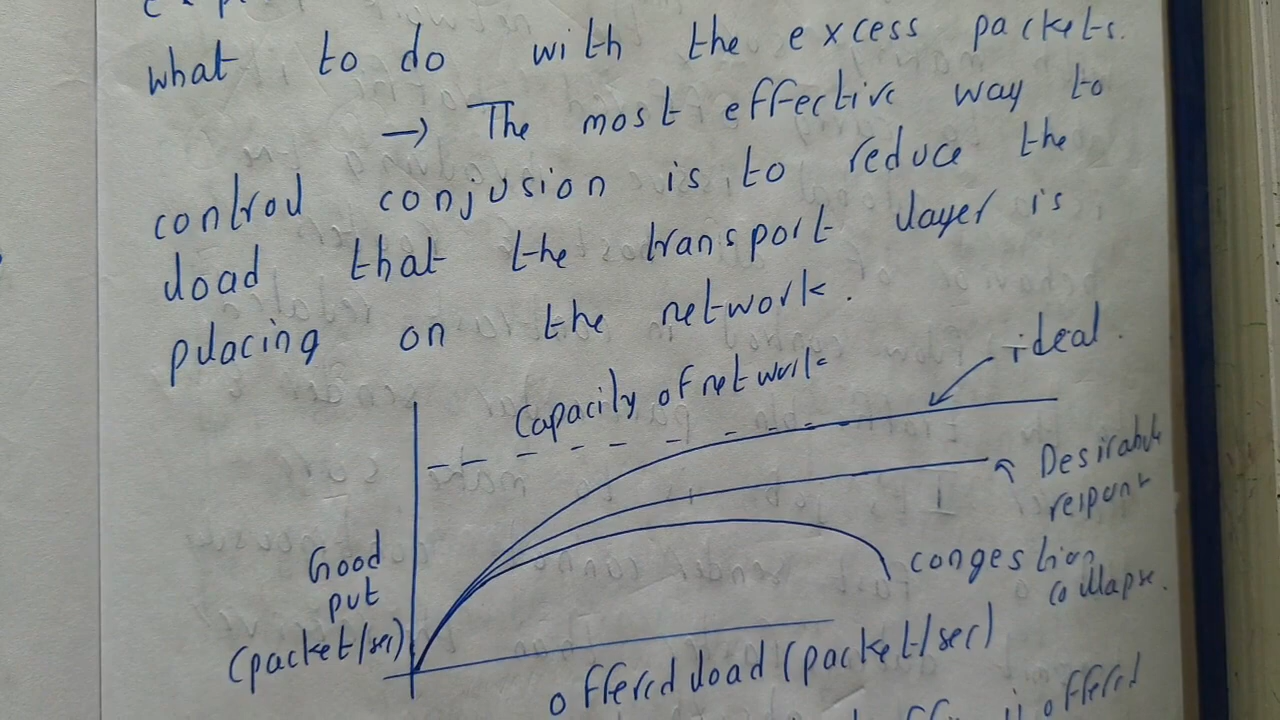 what to do with the excess packets.
→ The most effective way to
control conjusion is to reduce the
load that the transport layer is
placing on the network.
ideal.
Capacity of network
Desirable
congestion
collapse.
Good
put
(packet/sec)
offered load (packet/sec)
offered